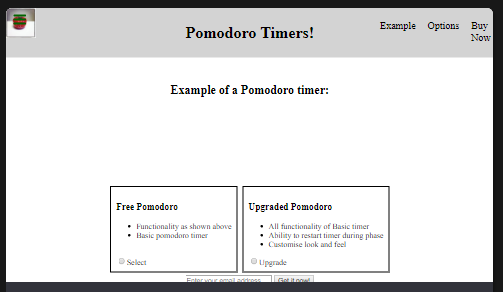 Pomodoro Timers!
Example
Options
Buy
Now
Example of a Pomodoro timer:
Free Pomodoro
Functionality as shown above
Basic pomodoro timer
Select
Upgraded Pomodoro
All functionality of Basic timer
Ability to restart timer during phase
Customise look and feel
Upgrade
Enter your email address
Get it now!